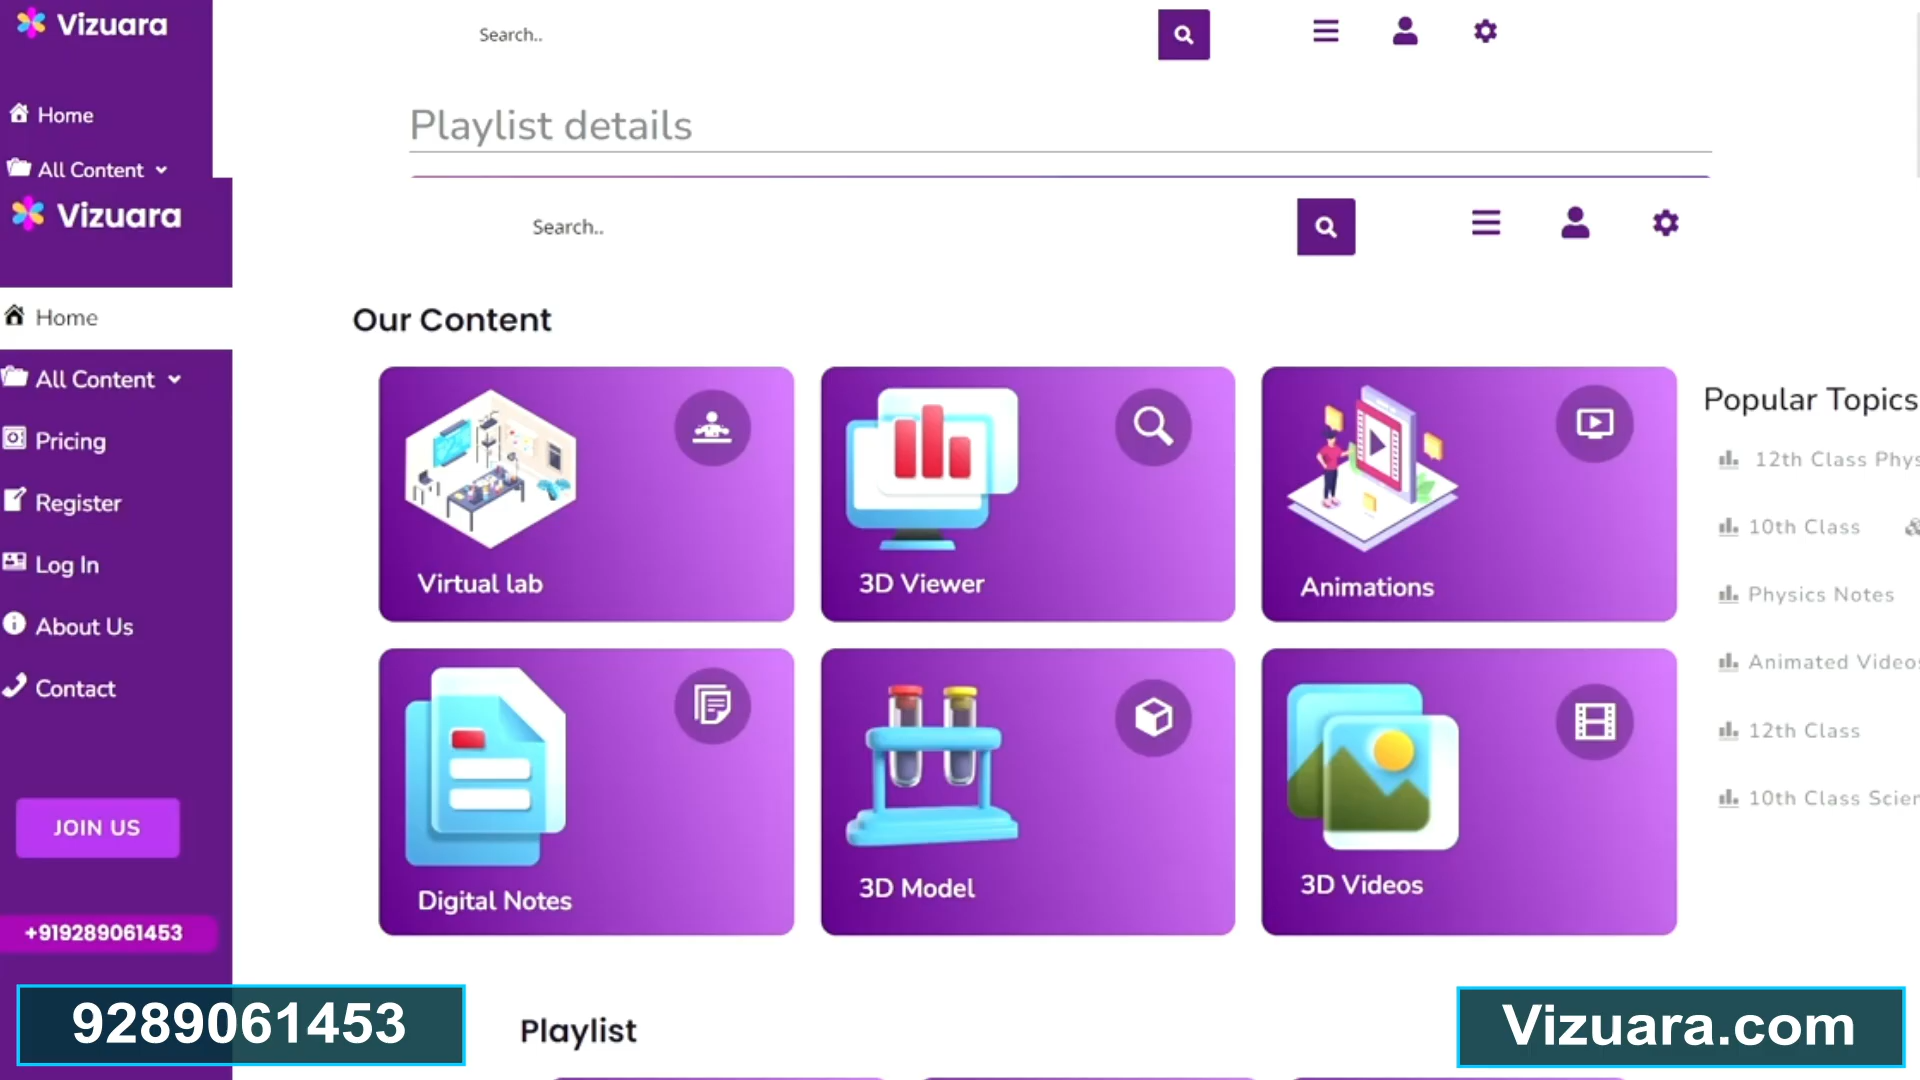 Vizuara
Search..
Home
Playlist details
All Content
Vizuara
Search..
Home
Our Content
All Content
Pricing
Register
Log In
About Us
Contact
JOIN US
+919289061453
Virtual lab
3D Viewer
Animations
Digital Notes
3D Model
3D Videos
Popular Topics
12th Class Phys
10th Class
Physics Notes
Animated Videos
12th Class
10th Class Scien
Playlist
9289061453
Vizuara.com